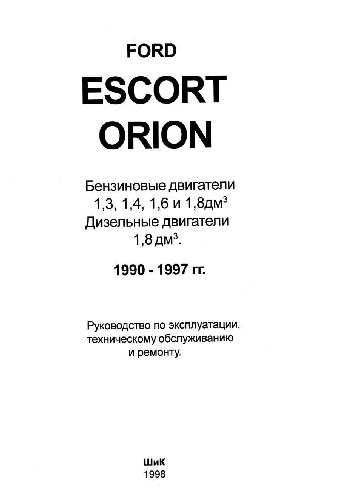 FORD
ESCORT
ORION
Бензиновые двигатели
1,3, 1,4, 1,6 и 1,8дм³
Дизельные двигатели
1,8 дм³.
1990 - 1997 гг.
Руководство по эксплуатации,
техническому обслуживанию
и ремонту.
ШиК
1998